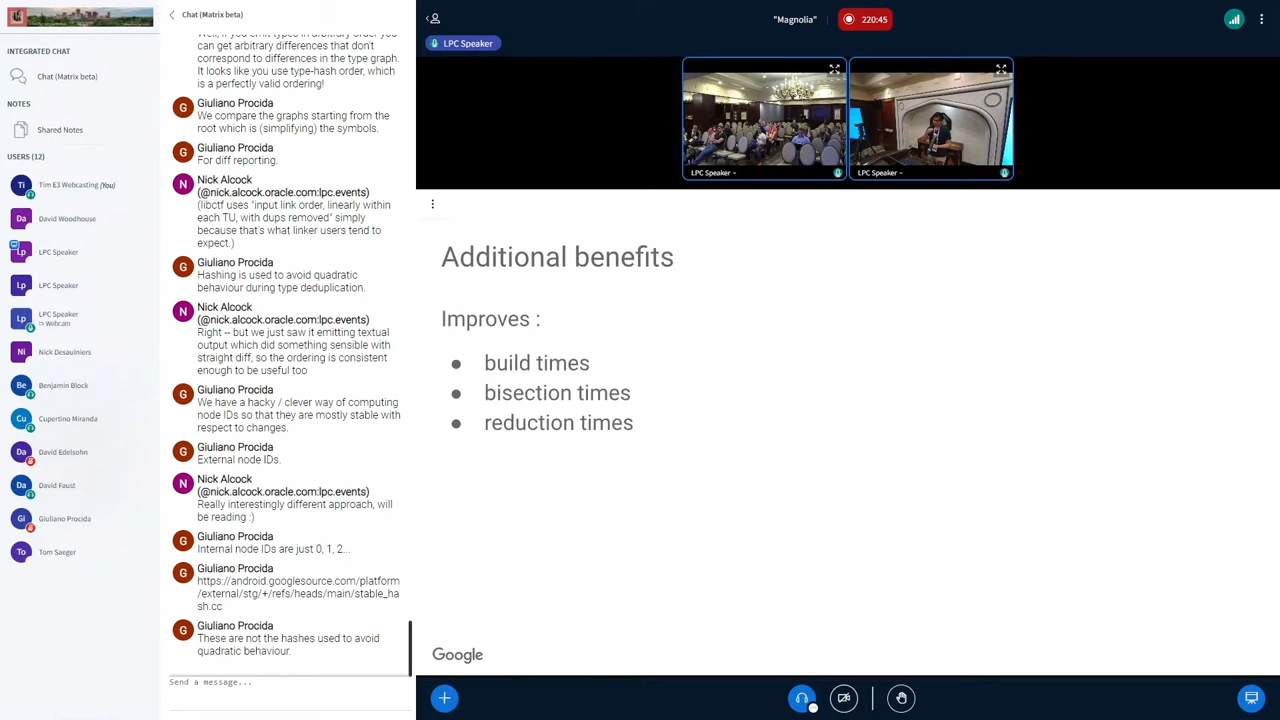 INTEGRATED CHAT
Chat (Matrix beta)
NOTES
Shared Notes
USERS (12)
Ti
Tim E3 Webcasting (You)
Da
David Woodhouse
Lp
LPC Speaker
Lp
LPC Speaker
Lp
LPC Speaker
Webcam
Ni
Nick Desaulniers
Be
Benjamin Block
Cu
Cupertino Miranda
Da
David Edelsohn
Da
David Faust
Gi
Giuliano Procida
To
Tom Saeger
Chat (Matrix beta)
Well, if you emit types in arbitrary order you
can get arbitrary differences that don't
correspond to differences in the type graph.
It looks like you use type-hash order, which
is a perfectly valid ordering!
G
Giuliano Procida
We compare the graphs starting from the
root which is (simplifying) the symbols.
G
Giuliano Procida
For diff reporting.
N
Nick Alcock
(@nick.alcock.oracle.com:lpc.events)
(libctf uses "input link order, linearly within
each TU, with dups removed" simply
because that's what linker users tend to
expect.)
G
Giuliano Procida
Hashing is used to avoid quadratic
behaviour during type deduplication.
N
Nick Alcock
(@nick.alcock.oracle.com:lpc.events)
Right -- but we just saw it emitting textual
output which did something sensible with
straight diff, so the ordering is consistent
enough to be useful too
G
Giuliano Procida
We have a hacky / clever way of computing
node IDs so that they are mostly stable with
respect to changes.
G
Giuliano Procida
External node IDs.
N
Nick Alcock
(@nick.alcock.oracle.com:lpc.events)
Really interestingly different approach, will
be reading :)
G
Giuliano Procida
Internal node IDs are just 0, 1, 2...
G
Giuliano Procida
https://android.googlesource.com/platform
/external/stg/+/refs/heads/main/stable_ha
sh.cc
G
Giuliano Procida
These are not the hashes used to avoid
quadratic behaviour.
Send a message...
"Magnolia"
220:45
LPC Speaker
LPC Speaker
LPC Speaker
Additional benefits
Improves :
● build times
● bisection times
● reduction times
Google